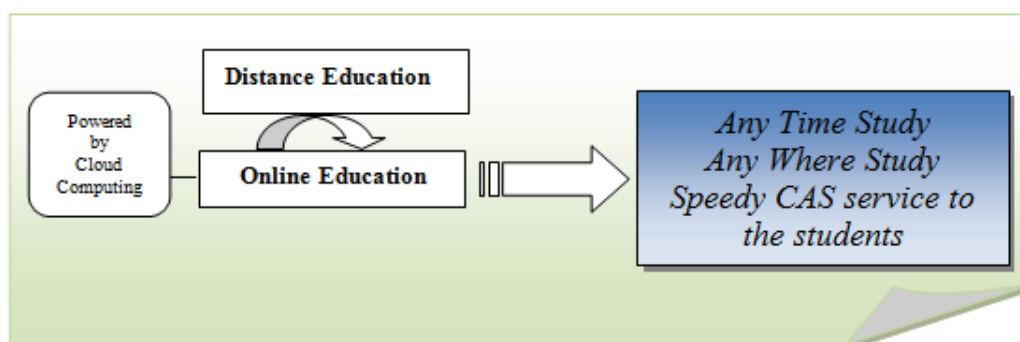 Distance Education
Powered
by
Cloud
Computing
Online Education
Any Time Study
Any Where Study
Speedy CAS service to
the students